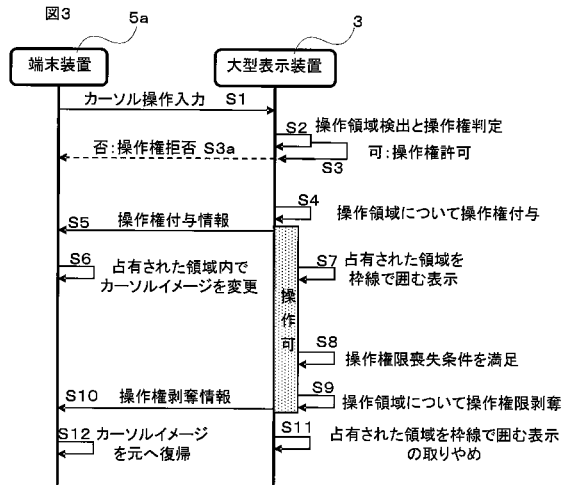 図3
5a
3
端末装置
大型表示装置
カーソル操作入力 S1
S2
操作領域検出と操作権判定
否:操作権拒否 S3a
可:操作権許可
S3
S4
操作領域について操作権付与
S5 操作権付与情報
S6
占有された領域内で
カーソルイメージを変更
S7
占有された領域を
枠線で囲む表示
操作可
S8
操作権限喪失条件を満足
S9
操作領域について操作権限剥奪
S10 操作権剥奪情報
S12
カーソルイメージ
を元へ復帰
S11
占有された領域を枠線で囲む表示
の取りやめ